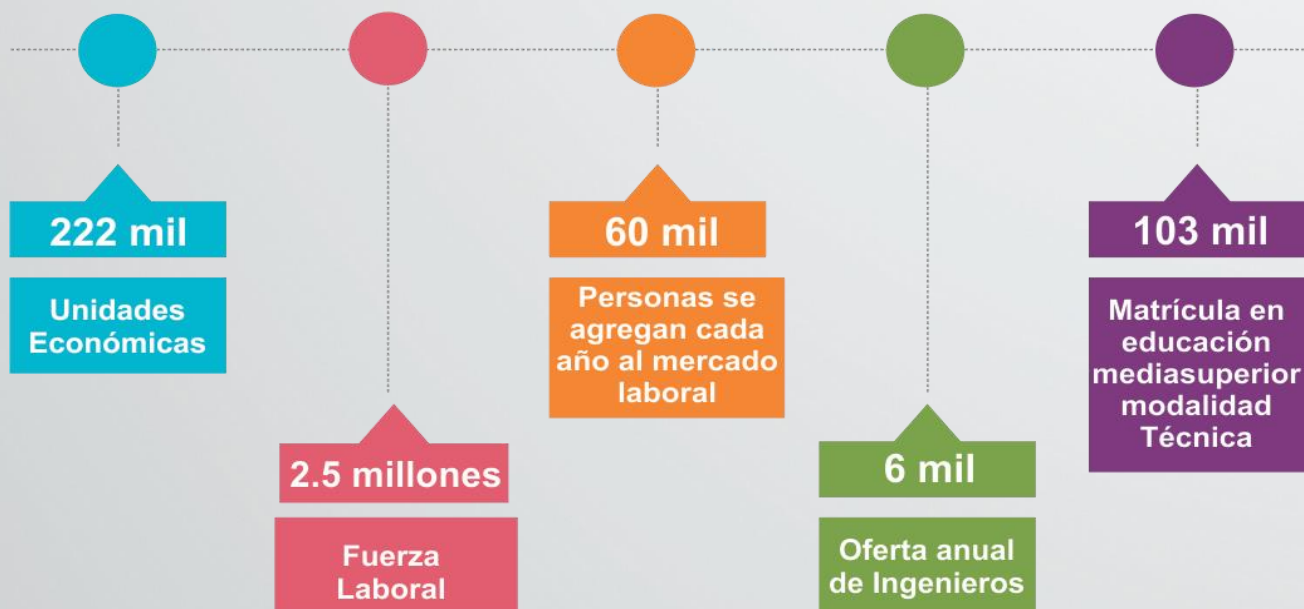 222 mil
Unidades
Económicas
2.5 millones
Fuerza
Laboral
60 mil
Personas se
agregan cada
año al mercado
laboral
6 mil
Oferta anual
de Ingenieros
103 mil
Matrícula en
educación
mediasuperior
modalidad
Técnica